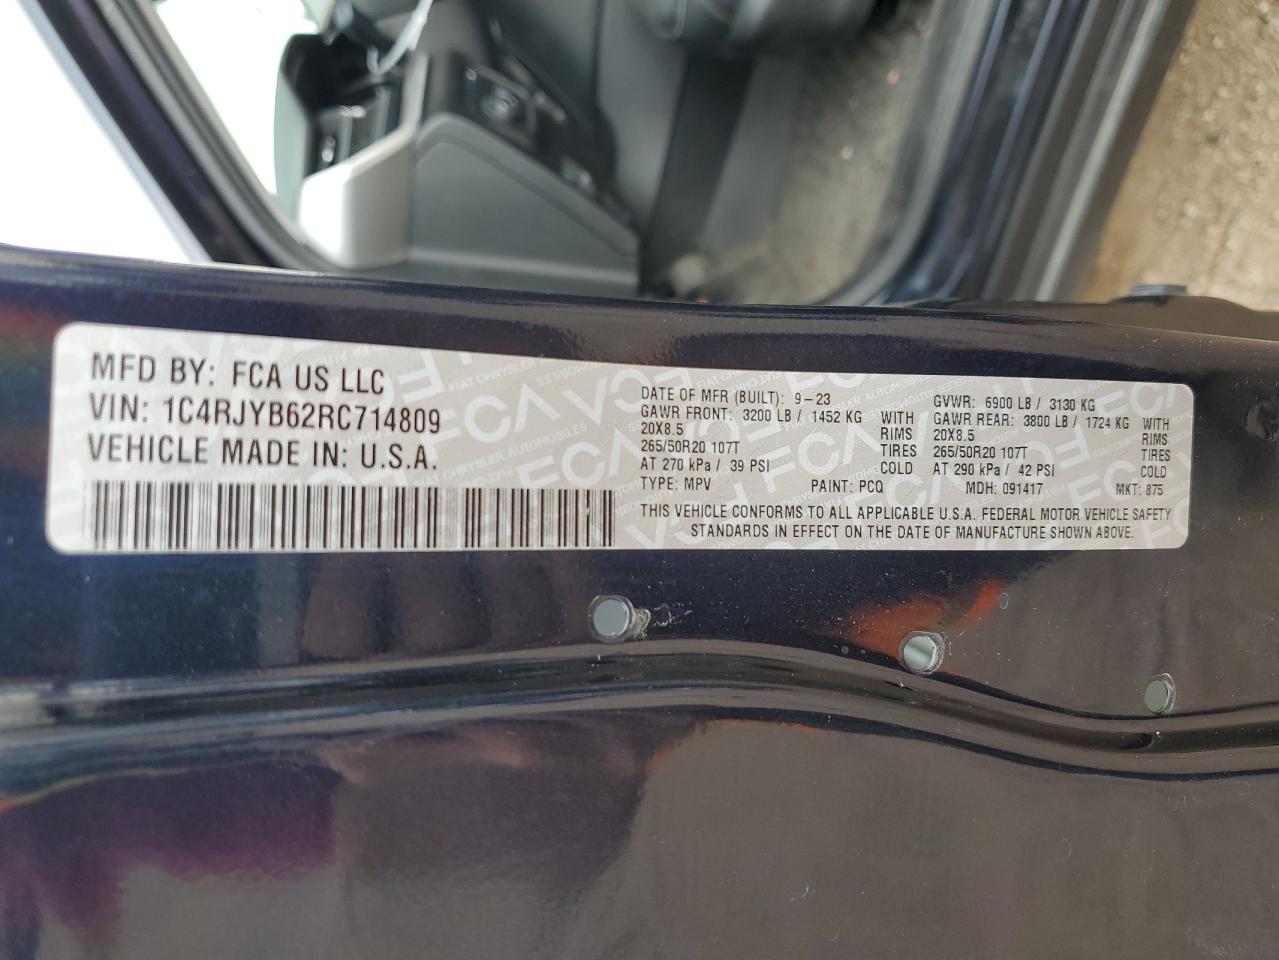 MFD BY: FCA US LLC
VIN: 1C4RJYB62RC714809
VEHICLE MADE IN: U.S.A.
DATE OF MFR (BUILT): 9-23 GVWR: 6900 LB / 3130 KG
GAWR FRONT: 3200 LB / 1452 KG WITH GAWR REAR: 3800 LB / 1724 KG WITH
20X8.5 RIMS 20X8.5 RIMS
265/50R20 107T TIRES 265/50R20 107T TIRES
AT 270 kPa / 39 PSI COLD AT 290 kPa / 42 PSI COLD
TYPE: MPV PAINT: PCQ MDH: 091417 MKT: 875
THIS VEHICLE CONFORMS TO ALL APPLICABLE U.S.A. FEDERAL MOTOR VEHICLE SAFETY
STANDARDS IN EFFECT ON THE DATE OF MANUFACTURE SHOWN ABOVE.